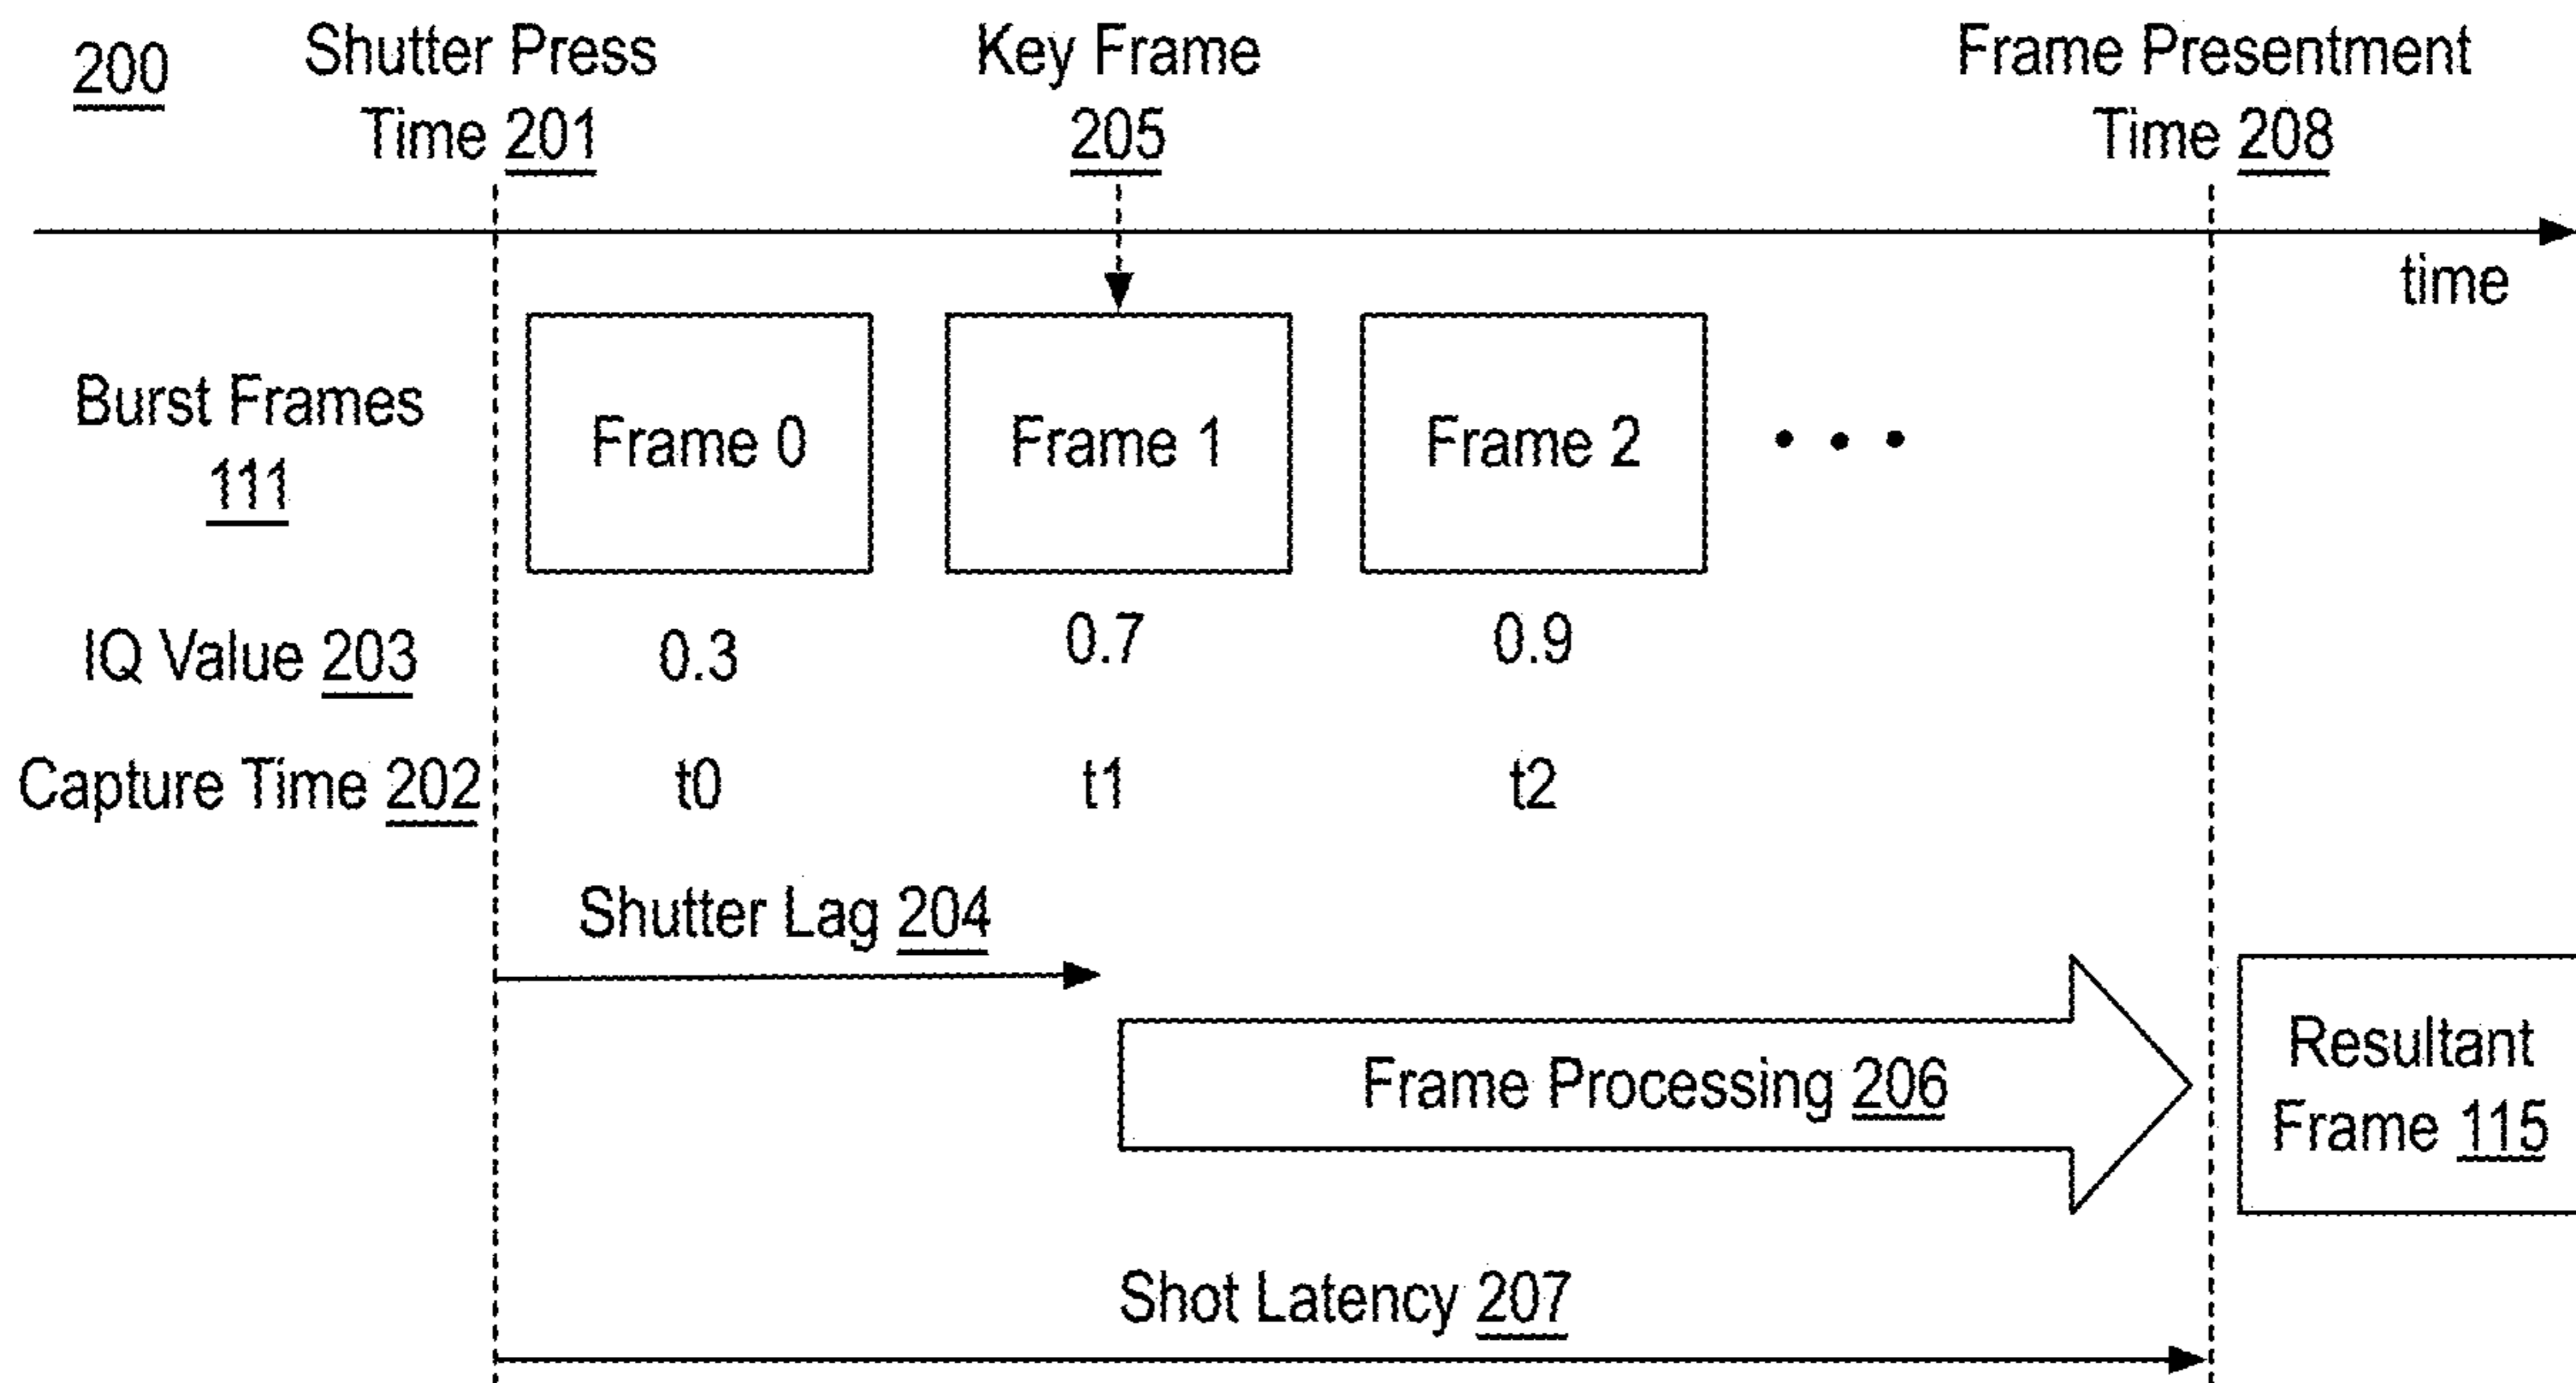 200
Shutter Press
Time 201
Key Frame
205
Frame Presentment
Time 208
time
Burst Frames
111
Frame 0
Frame 1
Frame 2
• • •
IQ Value 203
0.3
0.7
0.9
Capture Time 202
t0
t1
t2
Shutter Lag 204
Frame Processing 206
Resultant
Frame 115
Shot Latency 207